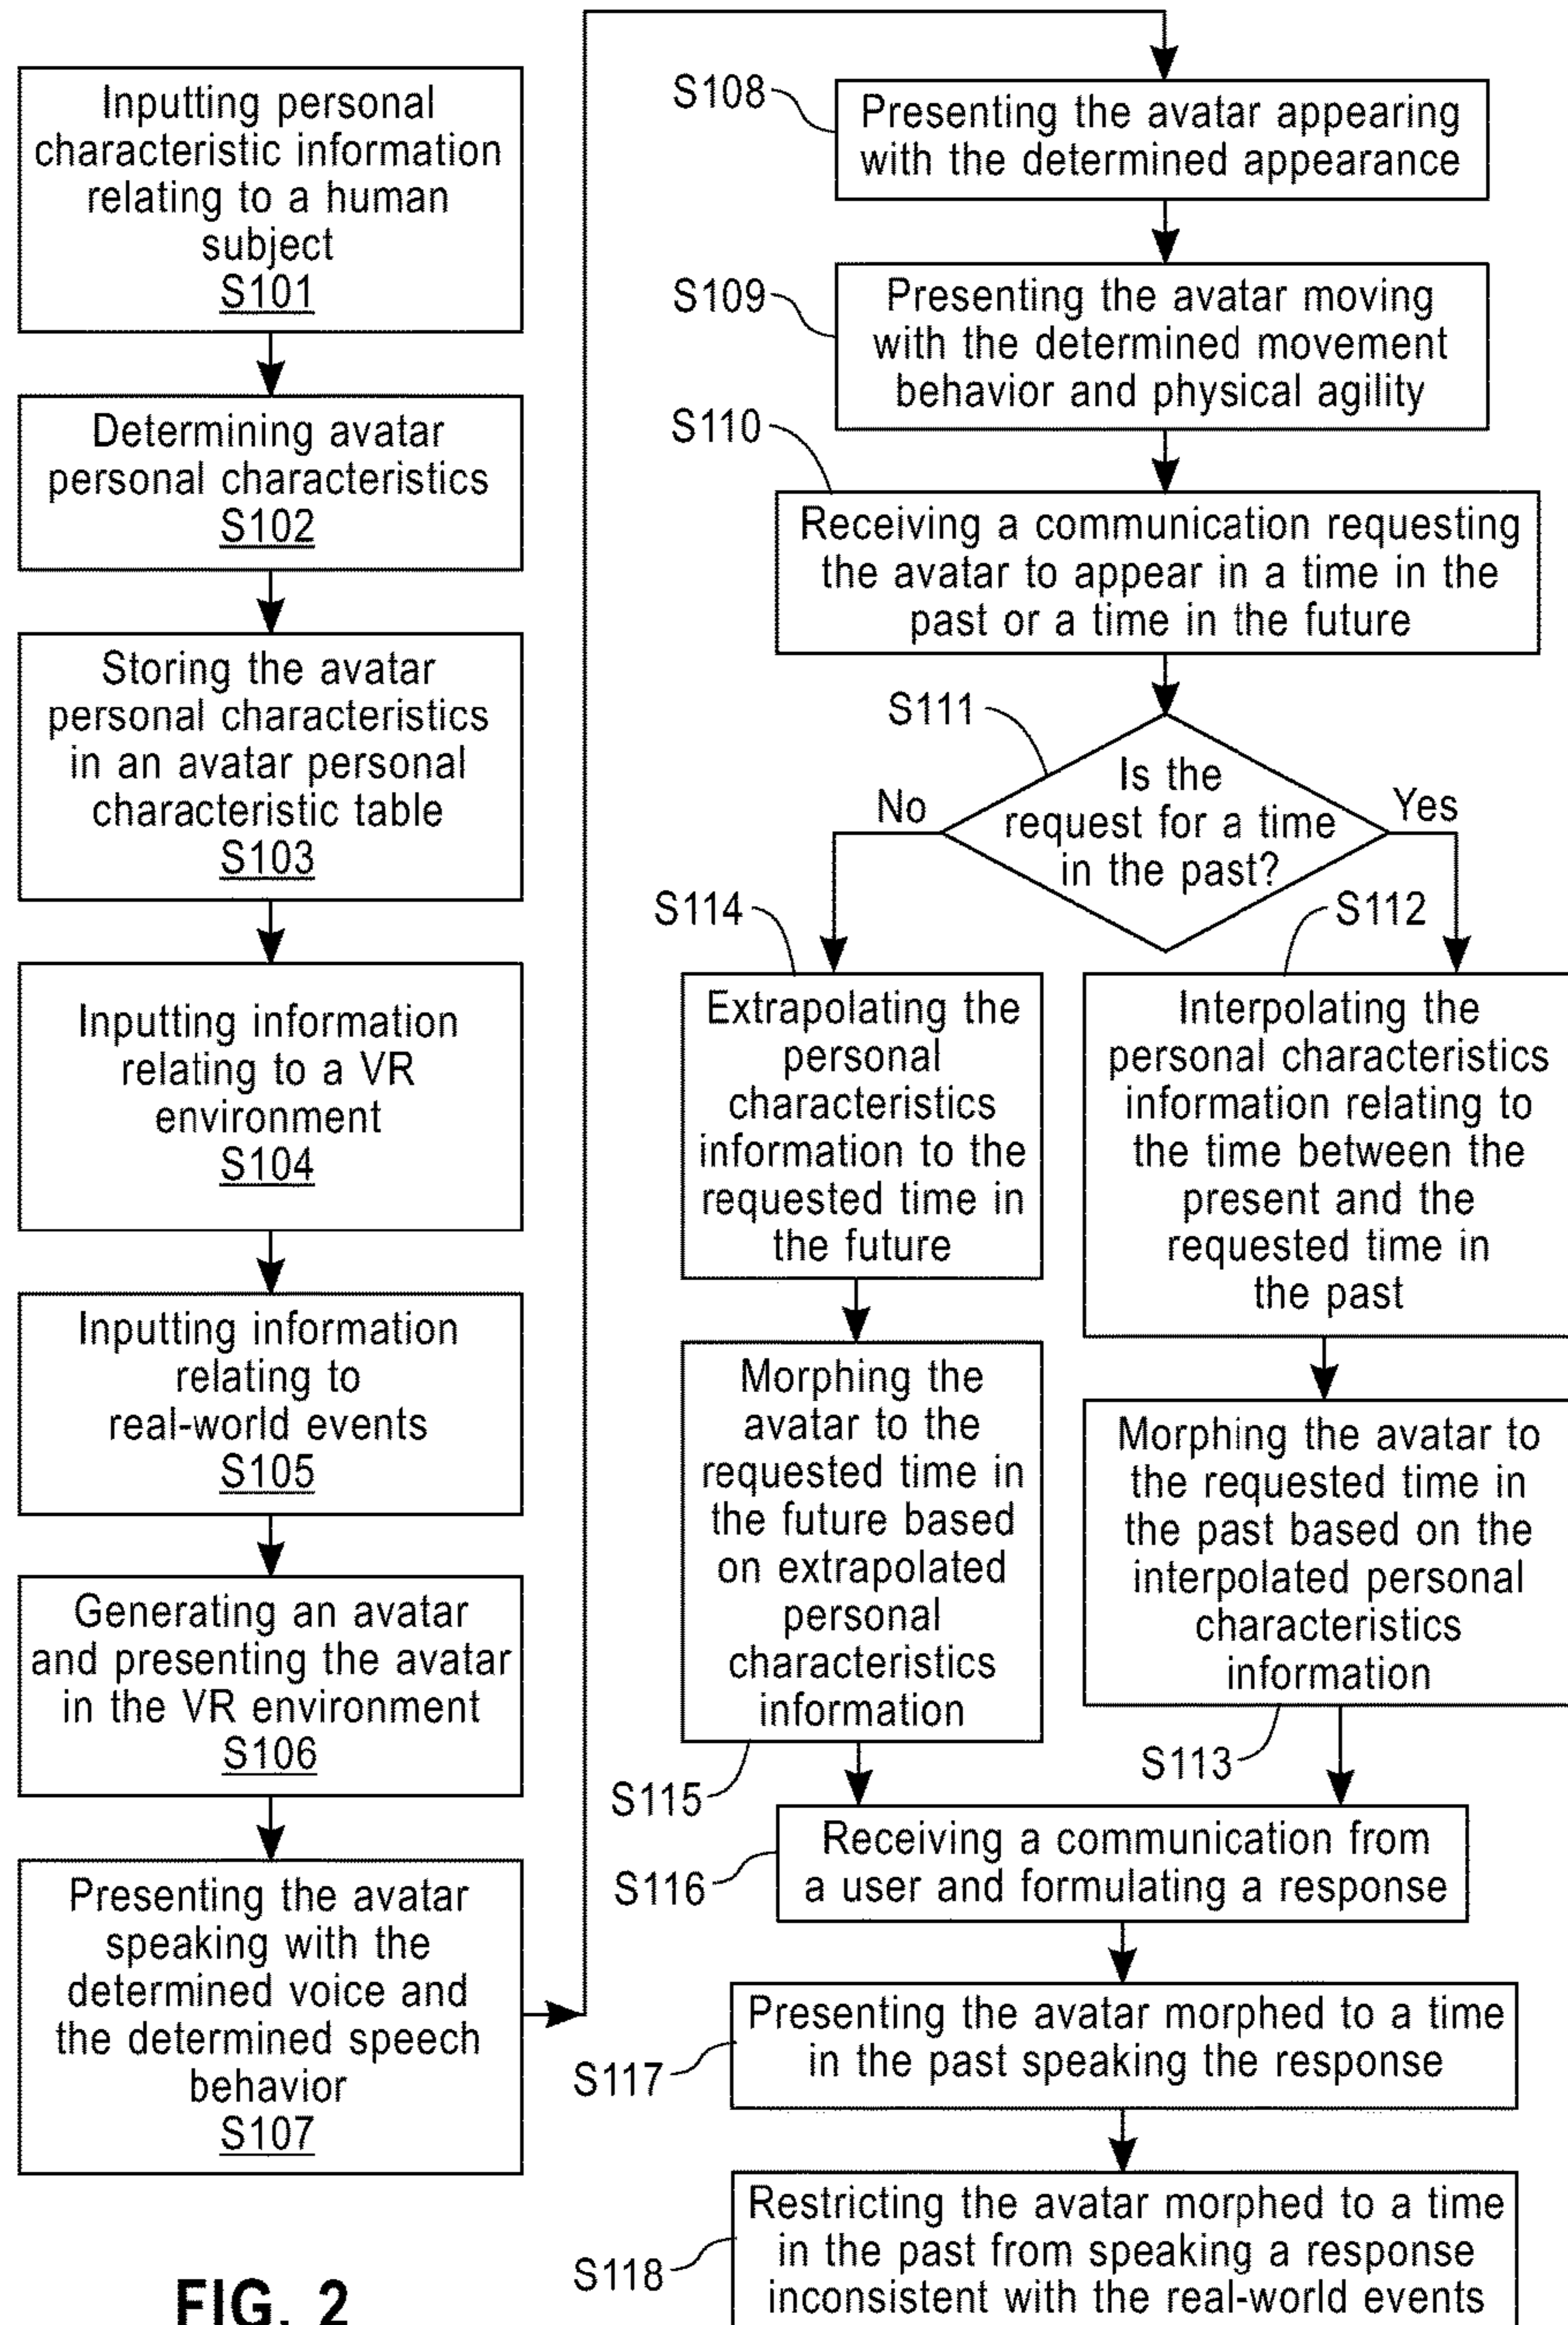 Inputting personal
characteristic information
relating to a human
subject
S101
Determining avatar
personal characteristics
S102
Storing the avatar
personal characteristics
in an avatar personal
characteristic table
S103
Inputting information
relating to a VR
environment
S104
Inputting information
relating to
real-world events
S105
Generating an avatar
and presenting the avatar
in the VR environment
S106
Presenting the avatar
speaking with the
determined voice and
the determined speech
behavior
S107
S108
Presenting the avatar appearing
with the determined appearance
S109
Presenting the avatar moving
with the determined movement
behavior and physical agility
S110
Receiving a communication requesting
the avatar to appear in a time in the
past or a time in the future
S111
Is the
request for a time
in the past?
No
Yes
S114
Extrapolating the
personal
characteristics
information to the
requested time in
the future
S112
Interpolating the
personal characteristics
information relating to
the time between the
present and the
requested time in
the past
Morphing the
avatar to the
requested time in
the future based
on extrapolated
personal
characteristics
information
S115
Morphing the avatar to
the requested time in
the past based on the
interpolated personal
characteristics
information
S113
S116
Receiving a communication from
a user and formulating a response
S117
Presenting the avatar morphed to a time
in the past speaking the response
S118
Restricting the avatar morphed to a time
in the past from speaking a response
inconsistent with the real-world events
FIG. 2